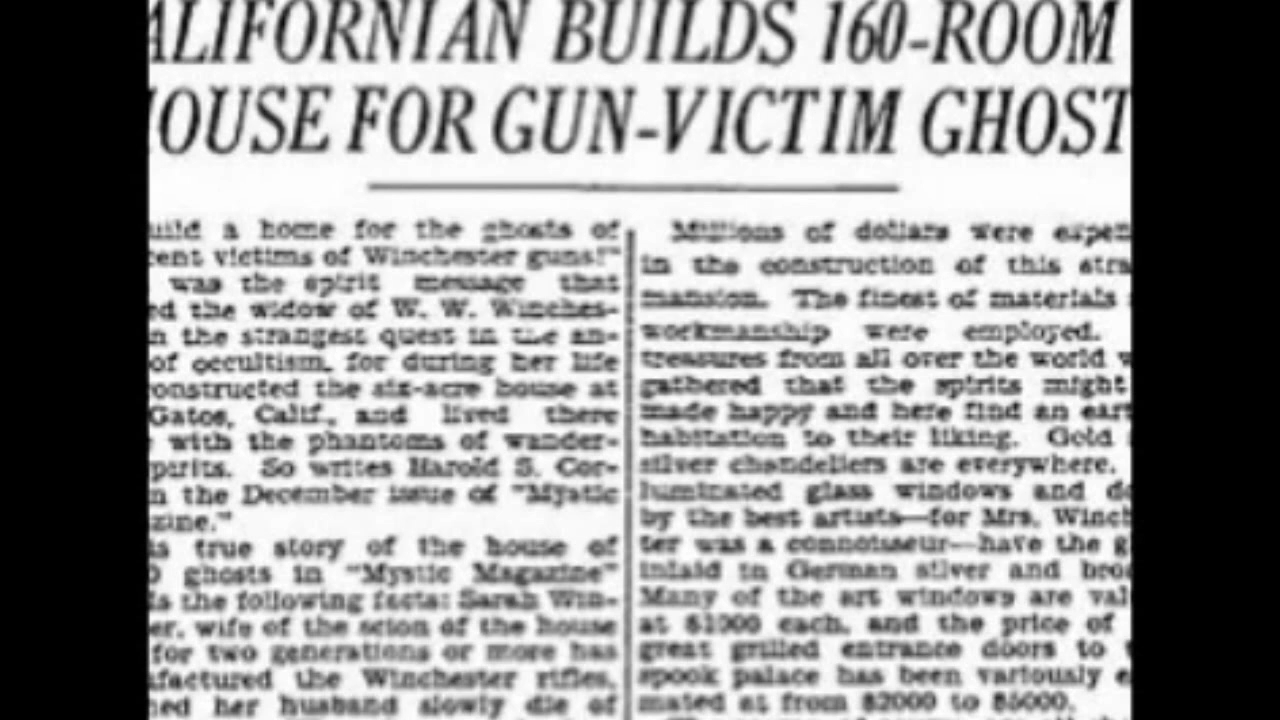 ALIFORNIAN BUILDS 160-ROOM
OUSE FOR GUN-VICTIM GHOST
uild a home for the ghosts of
cent victims of Winchester guns!"
was the spirit message that
ed the widow of W. W. Winches-
n the strangest quest in the an-
of occultism, for during her life
onstructed the six-acre house at
Gatos, Calif., and lived there
with the phantoms of wander-
pirits. So writes Harold S. Cor-
n the December issue of "Mystic
zine."
is true story of the house of
ghosts in "Mystic Magazine"
ls the following facts: Sarah Win-
er, wife of the scion of the house
for two generations or more has
factured the Winchester rifles,
ned her husband slowly die of
Millions of dollars were expen
in the construction of this stra
mansion. The finest of materials
workmanship were employed.
treasures from all over the world w
gathered that the spirits might
made happy and here find an eart
habitation to their liking. Gold
silver chandeliers are everywhere.
luminated glass windows and do
by the best artists—for Mrs. Winch
ter was a connoisseur—have the g
inlaid in German silver and bro
Many of the art windows are val
at $1000 each, and the price of
great grilled entrance doors to
spook palace has been variously e
mated at from $2000 to $5000.